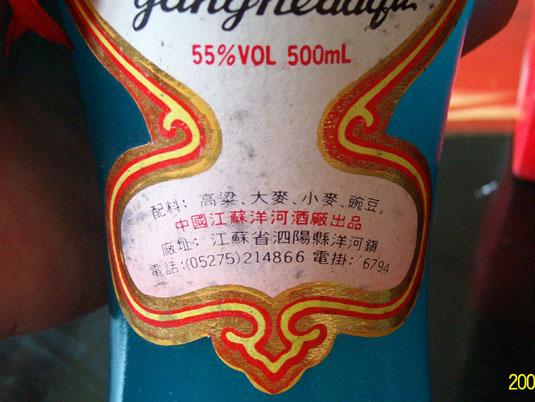 yanghedaqu
55%VOL 500mL
配料：高梁、大麥、小麥、豌豆。
中國江蘇洋河酒廠出品
廠址：江蘇省泗陽縣洋河鎮
電話：(05275)214866 電掛：6794
200